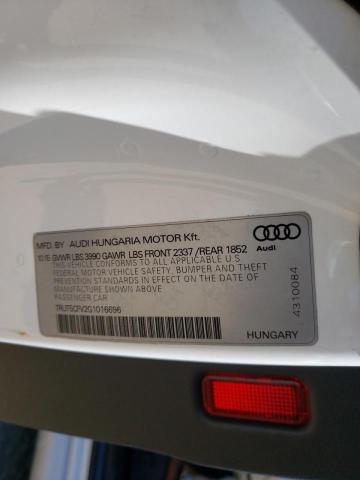 MFD. BY AUDI HUNGARIA MOTOR Kft.
10/15 GVWR LBS 3990 GAWR LBS FRONT 2337 /REAR 1852
THIS VEHICLE CONFORMS TO ALL APPLICABLE U.S.
FEDERAL MOTOR VEHICLE SAFETY, BUMPER AND THEFT
PREVENTION STANDARDS IN EFFECT ON THE DATE OF
MANUFACTURE SHOWN ABOVE.
PASSENGER CAR
TRUT5CFV2G1016696
Audi
4310084
HUNGARY